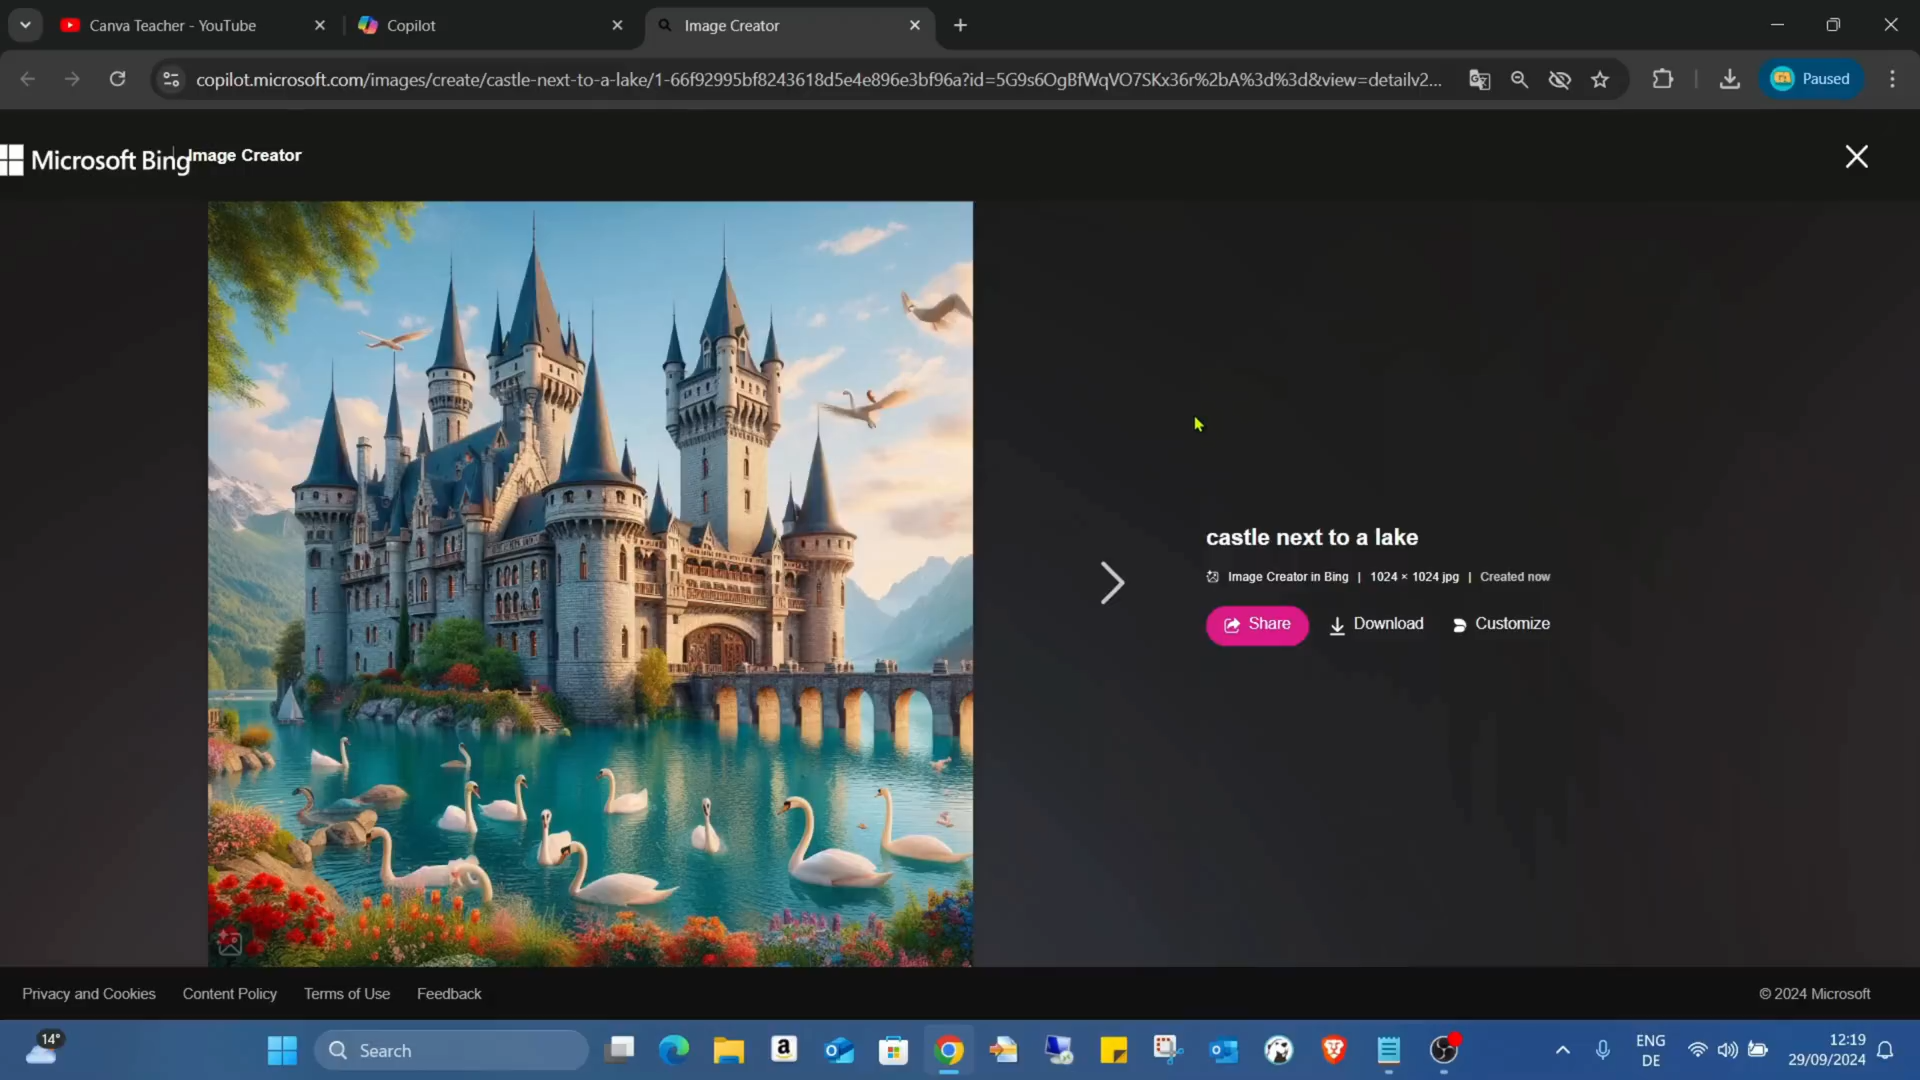 Canva Teacher - YouTube
Copilot
Image Creator
copilot.microsoft.com/images/create/castle-next-to-a-lake/1-66f92995bf8243618d5e4e896e3bf96a?id=5G9s6OgBfWqVO7SKx36r%2bA%3d%3d&view=detailv2...
Paused
Microsoft Bing
Image Creator
castle next to a lake
Image Creator in Bing | 1024 × 1024 jpg | Created now
Share Download Customize
Privacy and Cookies Content Policy Terms of Use Feedback
© 2024 Microsoft
14°
Search
ENG
DE
12:19
29/09/2024